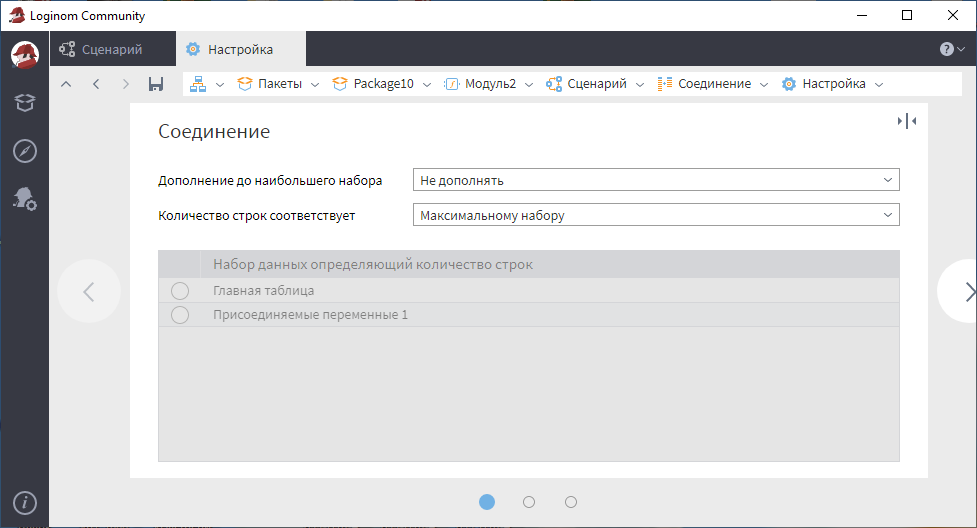 Loginom Community
Сценарий
Настройка
Пакеты Package10 Модуль2 Сценарий Соединение Настройка
Соединение
Дополнение до наибольшего набора Не дополнять
Количество строк соответствует Максимальному набору
Набор данных определяющий количество строк
Главная таблица
Присоединяемые переменные 1